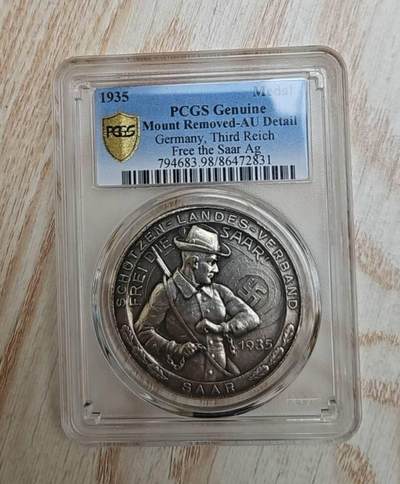 1935 Medal
PCGS Genuine
Mount Removed-AU Detail
Germany, Third Reich
Free the Saar Ag
794683.98/86472831
PCGS
SCHÜTZEN=LANDES-VERBAND
FREI DIE SAAR!
1935
SAAR